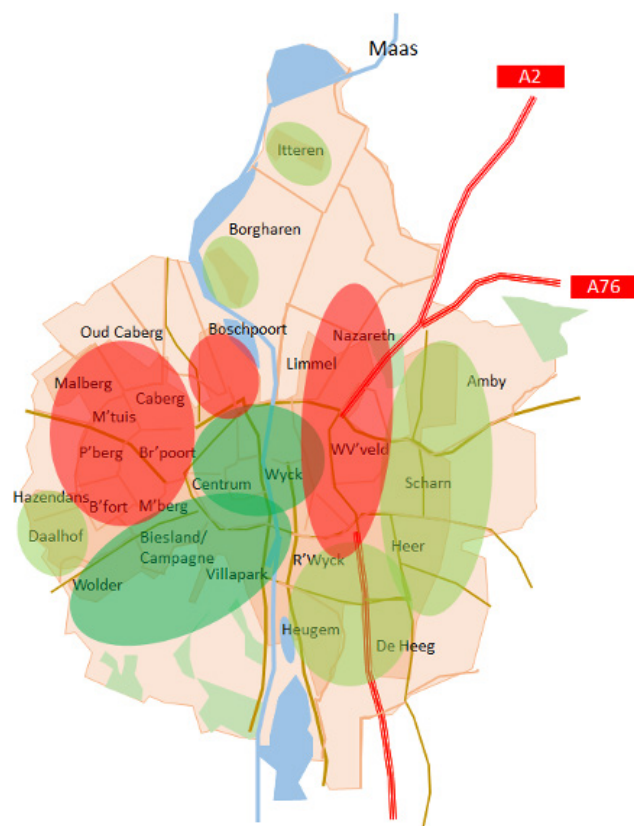 Maas
A2
Itteren
Borgharen
A76
Oud Caberg
Boschpoort
Nazareth
Limmel
Malberg
Caberg
Amby
M'tuis
P'berg
Br'poort
WV'veld
Wyck
Centrum
Scharn
Hazendans
B'fort
M'berg
Daalhof
Biesland/
Campagne
Heer
R'Wyck
Villapark
Wolder
Heugem
De Heeg